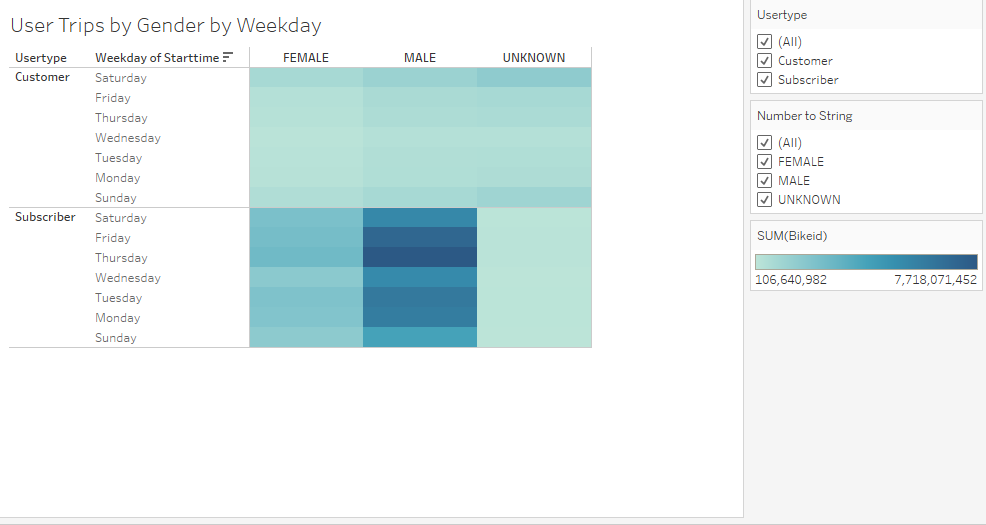 User Trips by Gender by Weekday
Usertype Weekday of Starttime FEMALE MALE UNKNOWN
Customer Saturday
Friday
Thursday
Wednesday
Tuesday
Monday
Sunday
Subscriber Saturday
Friday
Thursday
Wednesday
Tuesday
Monday
Sunday
Usertype
(All)
Customer
Subscriber
Number to String
(All)
FEMALE
MALE
UNKNOWN
SUM(Bikeid)
106,640,982 7,718,071,452